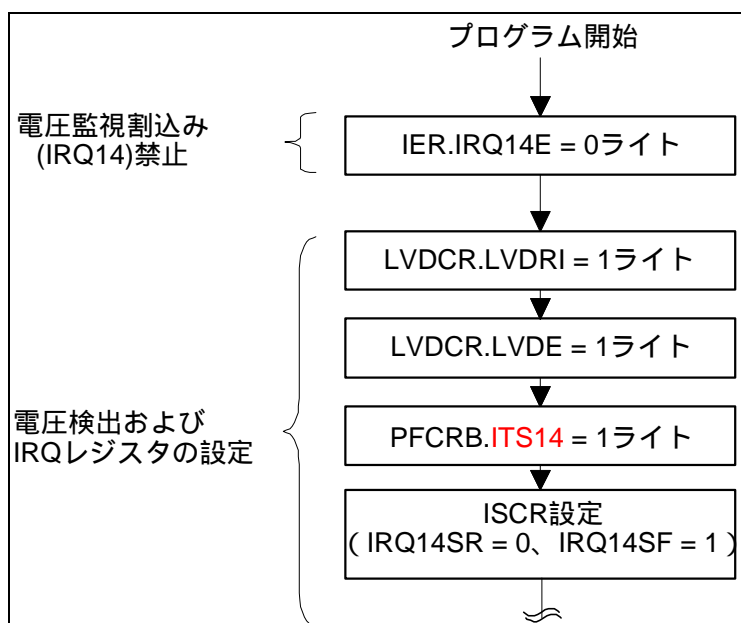 プログラム開始
電圧監視割込み
(IRQ14)禁止
IER.IRQ14E = 0ライト
LVDCR.LVDRI = 1ライト
LVDCR.LVDE = 1ライト
電圧検出および
IRQレジスタの設定
PFCRB.ITS14 = 1ライト
ISCR設定
（IRQ14SR = 0、IRQ14SF = 1）